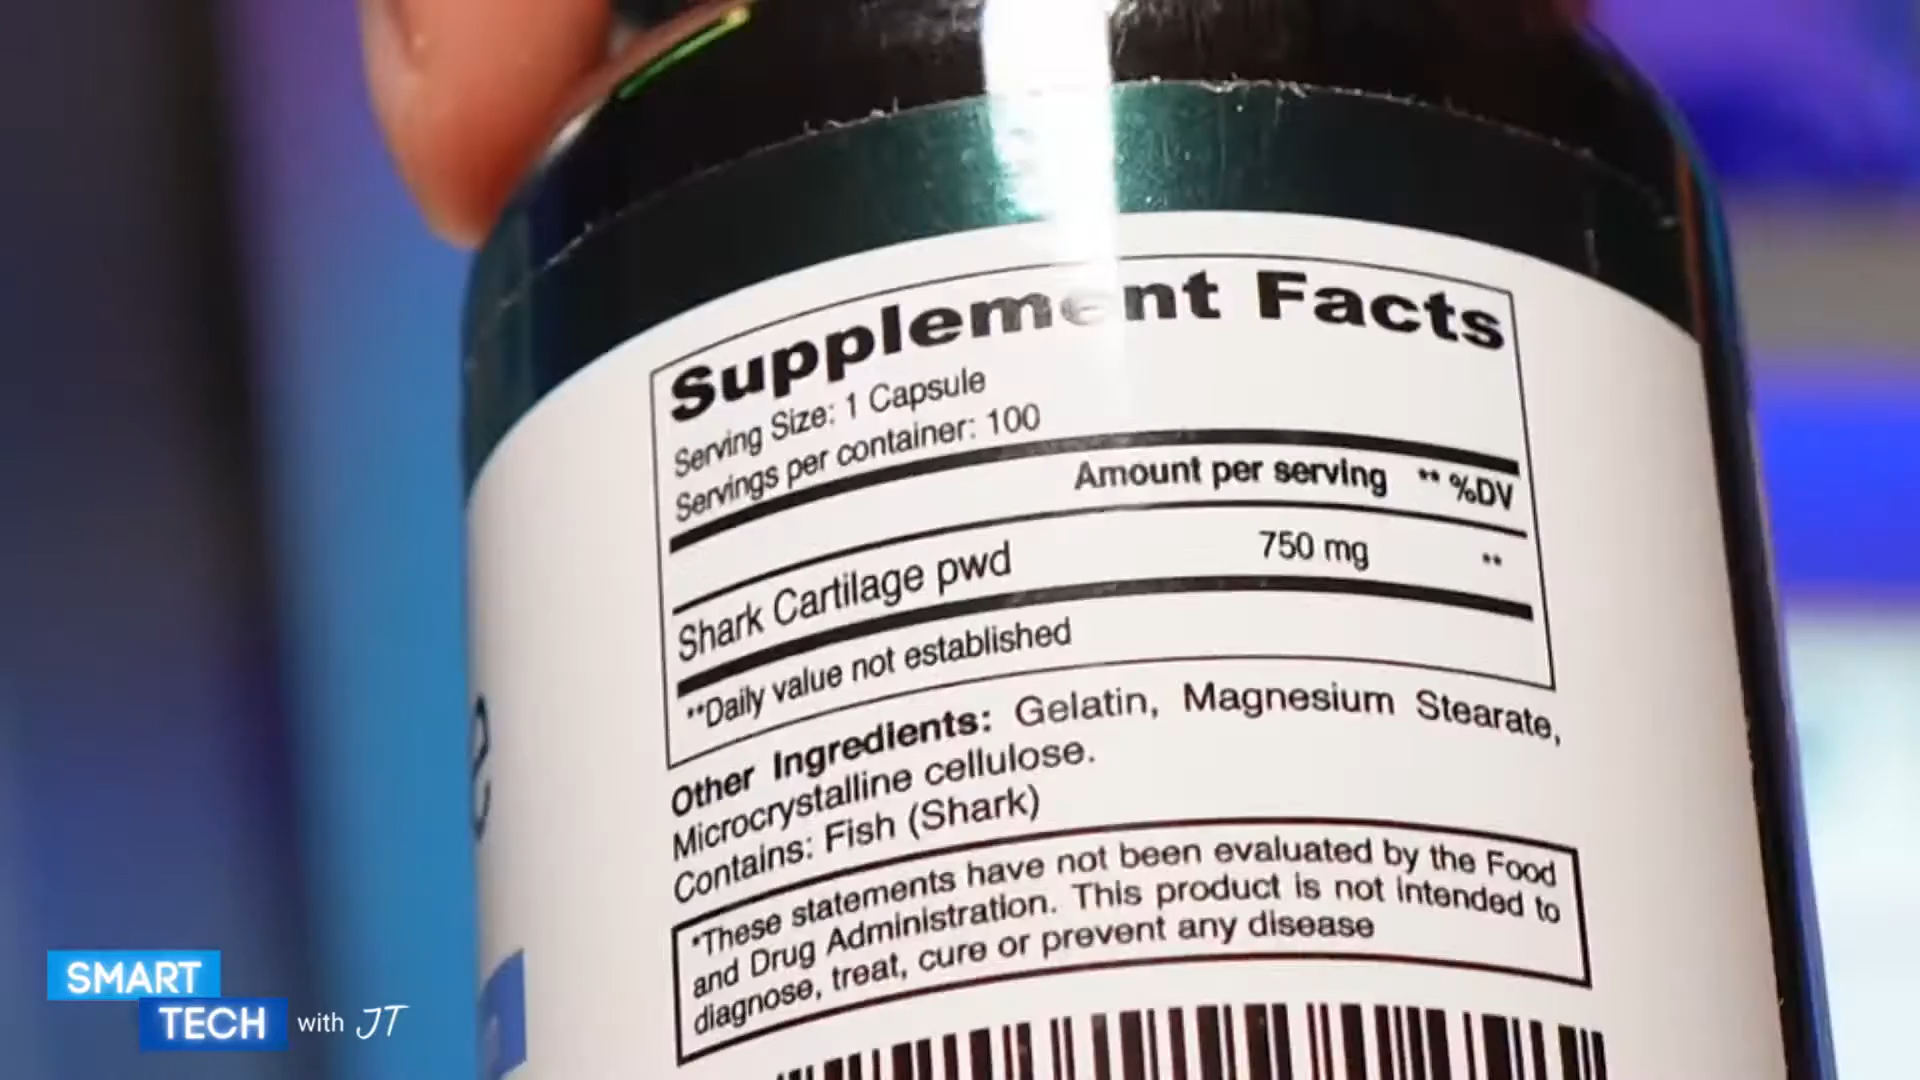 Supplement Facts
Serving Size: 1 Capsule
Servings per container: 100
Amount per serving **%DV
Shark Cartilage pwd 750 mg **
**Daily value not established
Other Ingredients: Gelatin, Magnesium Stearate,
Microcrystalline cellulose.
Contains: Fish (Shark)
*These statements have not been evaluated by the Food
and Drug Administration. This product is not intended to
diagnose, treat, cure or prevent any disease
SMART
TECH with JT